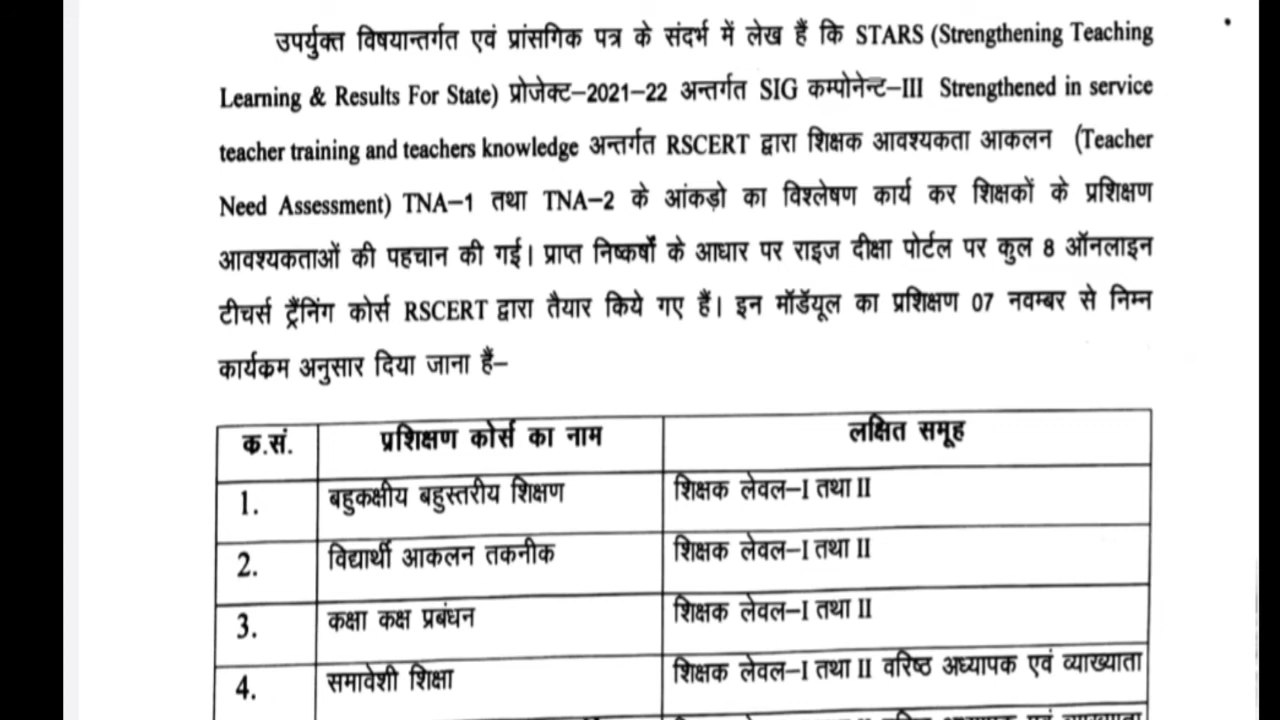 उपर्युक्त विषयान्तर्गत एवं प्रांसगिक पत्र के संदर्भ में लेख हैं कि STARS (Strengthening Teaching
Learning & Results For State) प्रोजेक्ट–2021–22 अन्तर्गत SIG कम्पोनेन्ट–III Strengthened in service
teacher training and teachers knowledge अन्तर्गत RSCERT द्वारा शिक्षक आवश्यकता आकलन (Teacher
Need Assessment) TNA–1 तथा TNA–2 के आंकड़ो का विश्लेषण कार्य कर शिक्षकों के प्रशिक्षण
आवश्यकताओं की पहचान की गई। प्राप्त निष्कर्षों के आधार पर राइज दीक्षा पोर्टल पर कुल 8 ऑनलाइन
टीचर्स ट्रैंनिंग कोर्स RSCERT द्वारा तैयार किये गए हैं। इन मॉर्डेयूल का प्रशिक्षण 07 नवम्बर से निम्न
कार्यकम अनुसार दिया जाना हैं–
क.सं. प्रशिक्षण कोर्स का नाम लक्षित समूह
1. बहुकक्षीय बहुस्तरीय शिक्षण शिक्षक लेवल–I तथा II
2. विद्यार्थी आकलन तकनीक शिक्षक लेवल–I तथा II
3. कक्षा कक्ष प्रबंधन शिक्षक लेवल–I तथा II
4. समावेशी शिक्षा शिक्षक लेवल–I तथा II वरिष्ठ अध्यापक एवं व्याख्याता